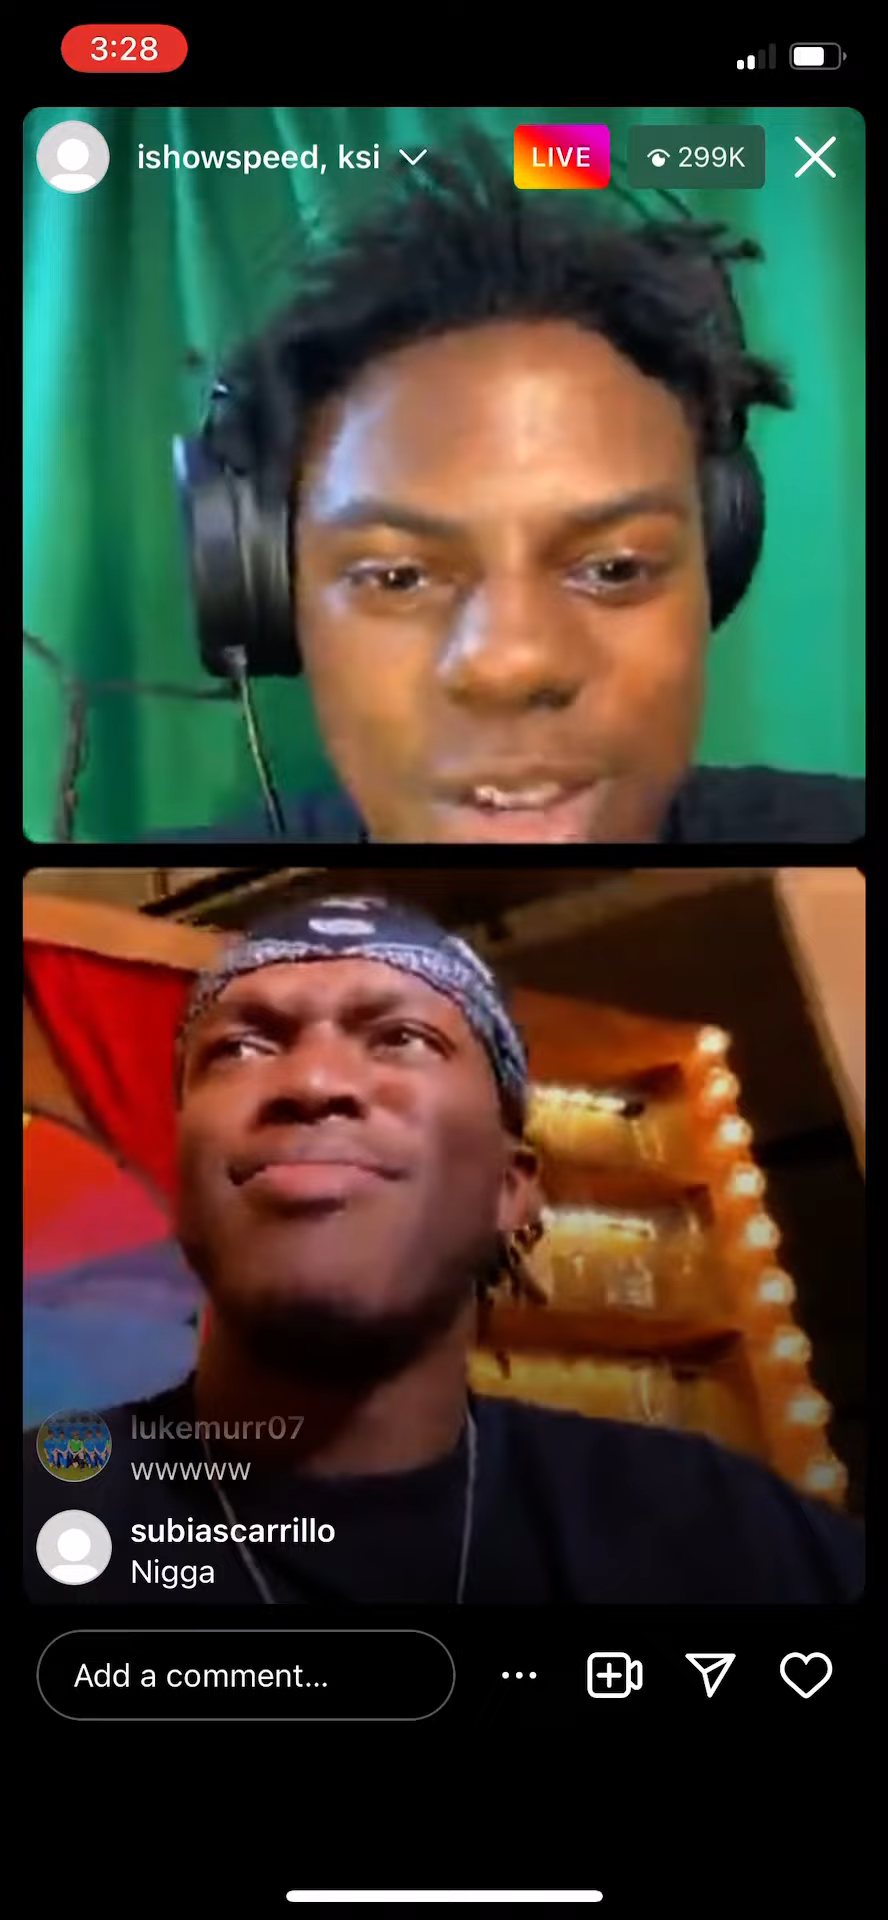 3:28
ishowspeed, ksi
LIVE
299K
lukemurr07
wwwww
subiascarrillo
Nigga
Add a comment...